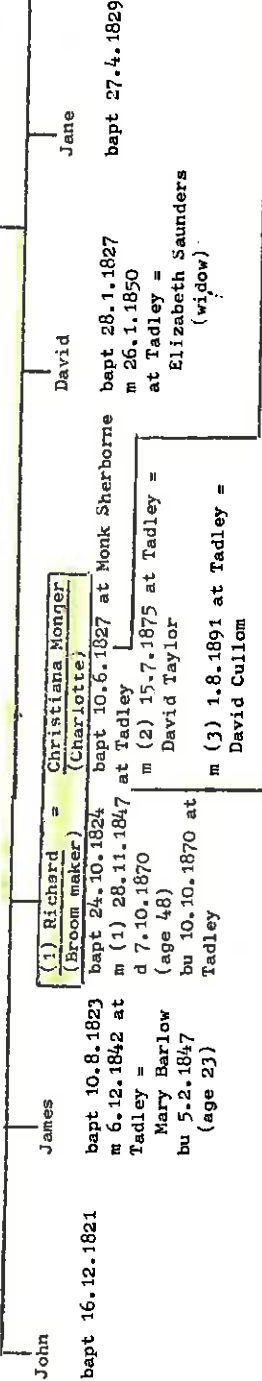 John
bapt 16.12.1821
James
bapt 10.8.1823
m 6.12.1842 at
Tadley =
Mary Barlow
bu 5.2.1847
(age 23)
(1) Richard =
(Broom maker)
bapt 24.10.1824
m (1) 28.11.1847 at Tadley
d 7.10.1870
(age 48)
bu 10.10.1870 at
Tadley
Christiana Monger
(Charlotte)
bapt 10.6.1827 at Monk Sherborne
m (2) 15.7.1875 at Tadley =
David Taylor
m (3) 1.8.1891 at Tadley =
David Cullom
David
bapt 28.1.1827
m 26.1.1850
at Tadley =
Elizabeth Saunders
(widow)
Jane
bapt 27.4.1829